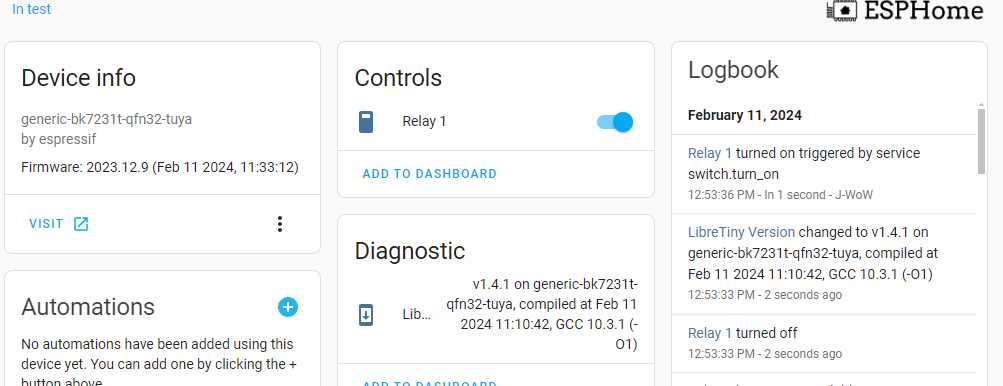 In test
ESPHome
Device info
generic-bk7231t-qfn32-tuya
by espressif
Firmware: 2023.12.9 (Feb 11 2024, 11:33:12)
VISIT
Automations
No automations have been added using this
device yet. You can add one by clicking the +
button above.
Controls
Relay 1
ADD TO DASHBOARD
Diagnostic
Lib...
v1.4.1 on generic-bk7231t-
qfn32-tuya, compiled at Feb 11
2024 11:10:42, GCC 10.3.1 (-
O1)
ADD TO DASHBOARD
Logbook
February 11, 2024
Relay 1 turned on triggered by service
switch.turn_on
12:53:36 PM - In 1 second - J-WoW
LibreTiny Version changed to v1.4.1 on
generic-bk7231t-qfn32-tuya, compiled at
Feb 11 2024 11:10:42, GCC 10.3.1 (-O1)
12:53:33 PM - 2 seconds ago
Relay 1 turned off
12:53:33 PM - 2 seconds ago